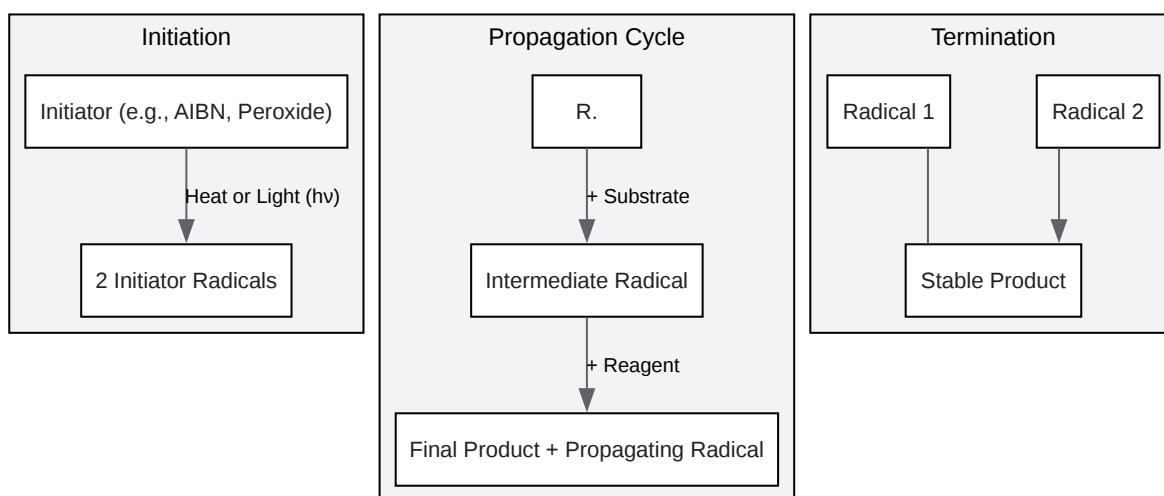 Initiation
Initiator (e.g., AIBN, Peroxide)
Heat or Light (hν)
2 Initiator Radicals
Propagation Cycle
R.
+ Substrate
Intermediate Radical
+ Reagent
Final Product + Propagating Radical
Termination
Radical 1
Radical 2
Stable Product